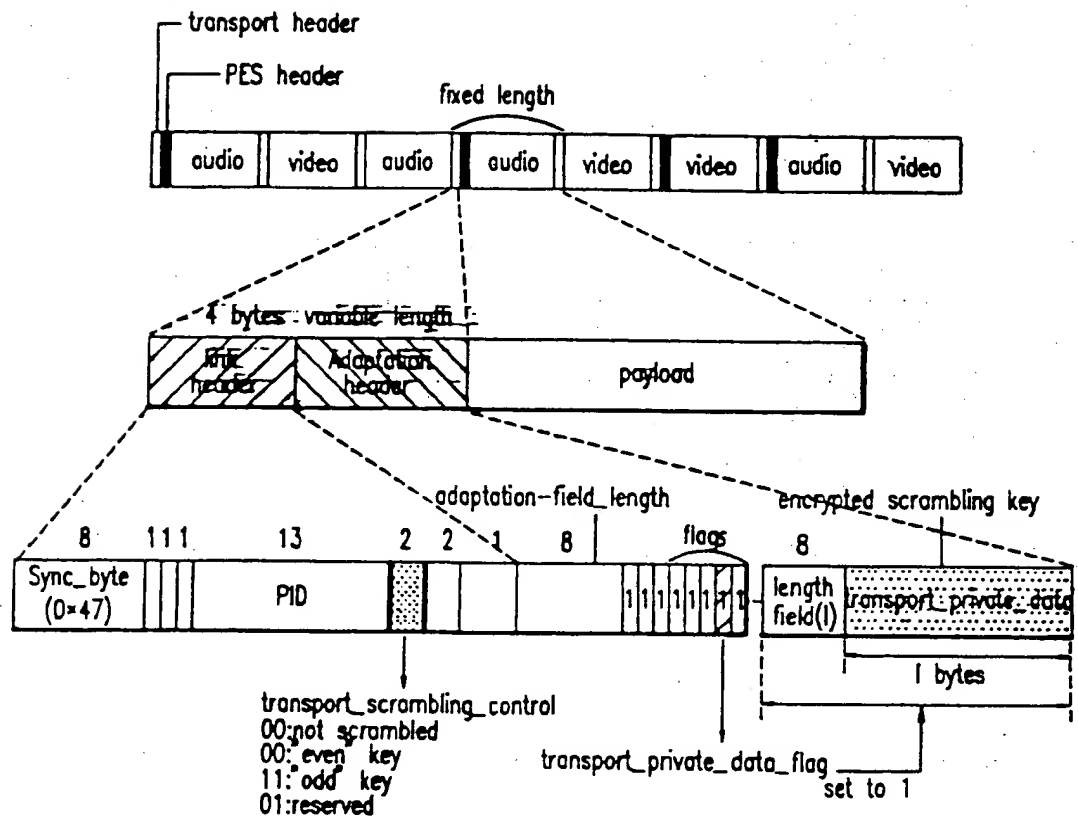 transport header
PES header
fixed length
audio video audio audio video video audio video
4 bytes variable length
link header
Adaptation header
payload
adaptation-field_length
encrypted scrambling key
8 111 13 2 2 1 8 flags 8
Sync_byte
(0×47)
PID
1 1 1 1 1 1 1 1
length
field(l)
transport_private_data
l bytes
transport_scrambling_control
00:not scrambled
00:"even" key
11:"odd" key
01:reserved
transport_private_data_flag
set to 1